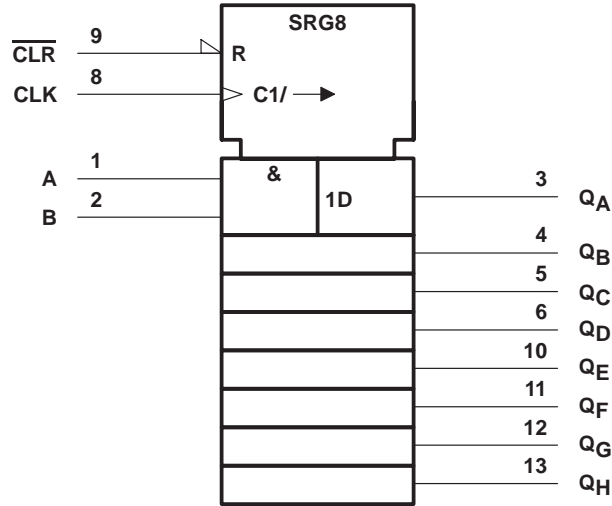 SRG8
CLR 9 R
CLK 8 C1/
A 1 &
1D 3 QA
B 2
4 QB
5 QC
6 QD
10 QE
11 QF
12 QG
13 QH